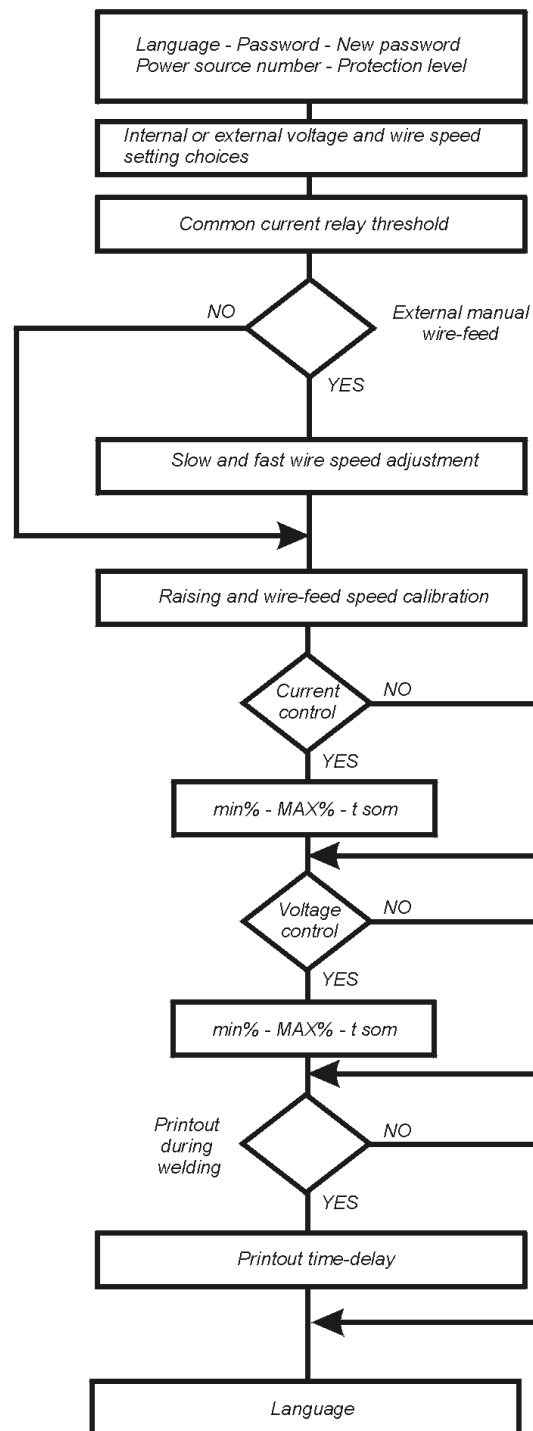 Language - Password - New password
Power source number - Protection level
Internal or external voltage and wire speed
setting choices
Common current relay threshold
NO
External manual
wire-feed
YES
Slow and fast wire speed adjustment
Raising and wire-feed speed calibration
Current
control
NO
YES
min% - MAX% - t som
Voltage
control
NO
YES
min% - MAX% - t som
Printout
during
welding
NO
YES
Printout time-delay
Language